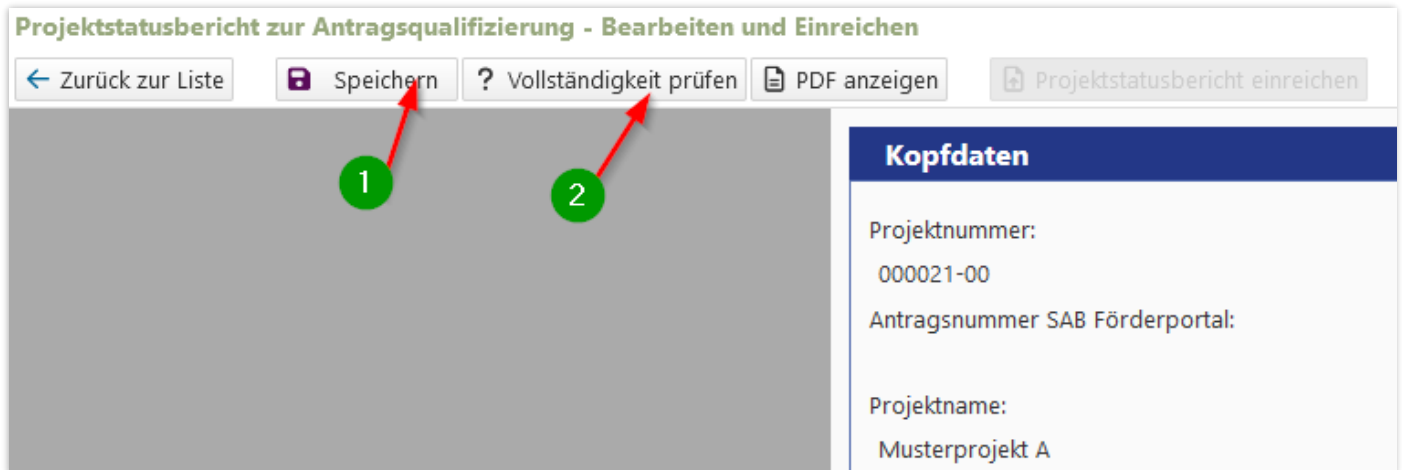 Projektstatusbericht zur Antragsqualifizierung - Bearbeiten und Einreichen
← Zurück zur Liste Speichern ? Vollständigkeit prüfen PDF anzeigen Projektstatusbericht einreichen
1 2
Kopfdaten
Projektnummer:
000021-00
Antragsnummer SAB Förderportal:
Projektname:
Musterprojekt A